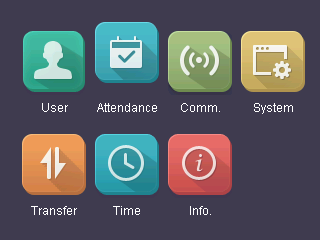 User Attendance Comm. System
Transfer Time Info.